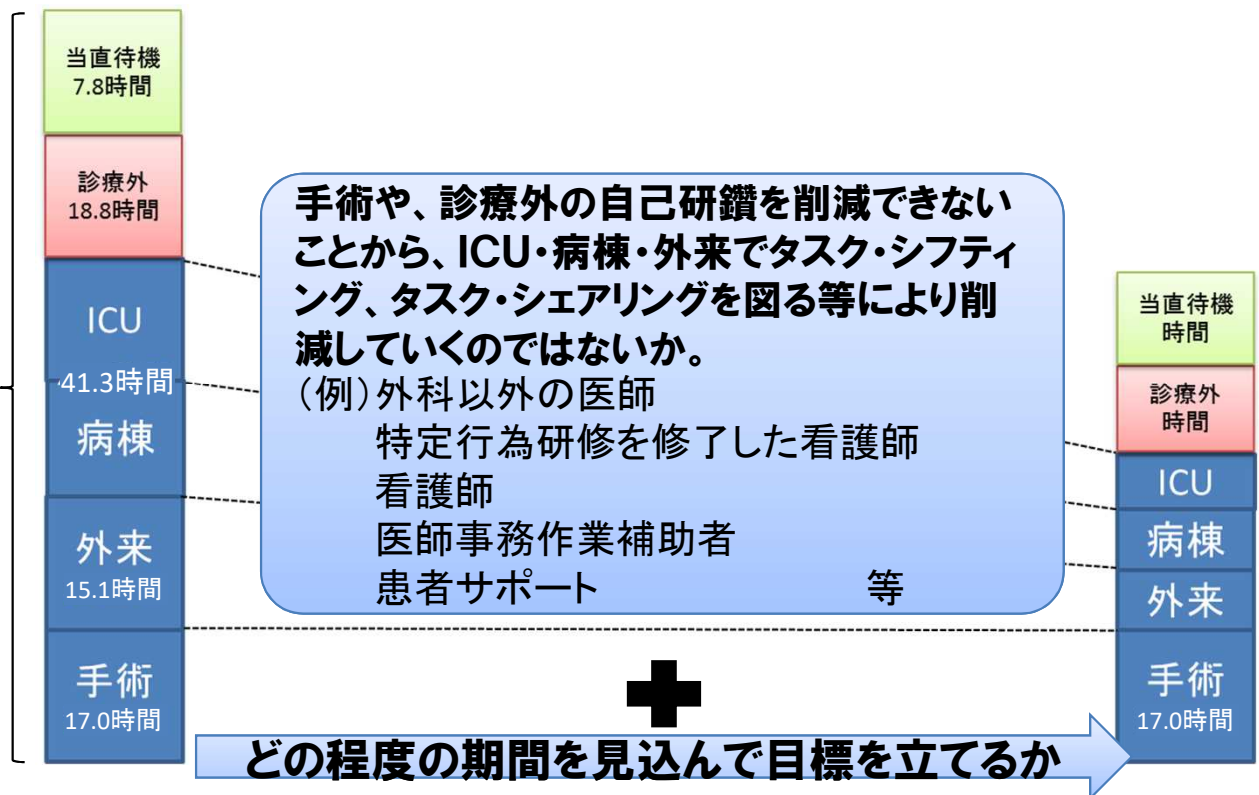 当直待機
7.8時間
診療外
18.8時間
ICU
41.3時間
病棟
外来
15.1時間
手術
17.0時間
手術や、診療外の自己研鑽を削減できない
ことから、ICU・病棟・外来でタスク・シフティ
ング、タスク・シェアリングを図る等により削
減していくのではないか。
（例）外科以外の医師
特定行為研修を修了した看護師
看護師
医師事務作業補助者
患者サポート 等
どの程度の期間を見込んで目標を立てるか
当直待機
時間
診療外
時間
ICU
病棟
外来
手術
17.0時間